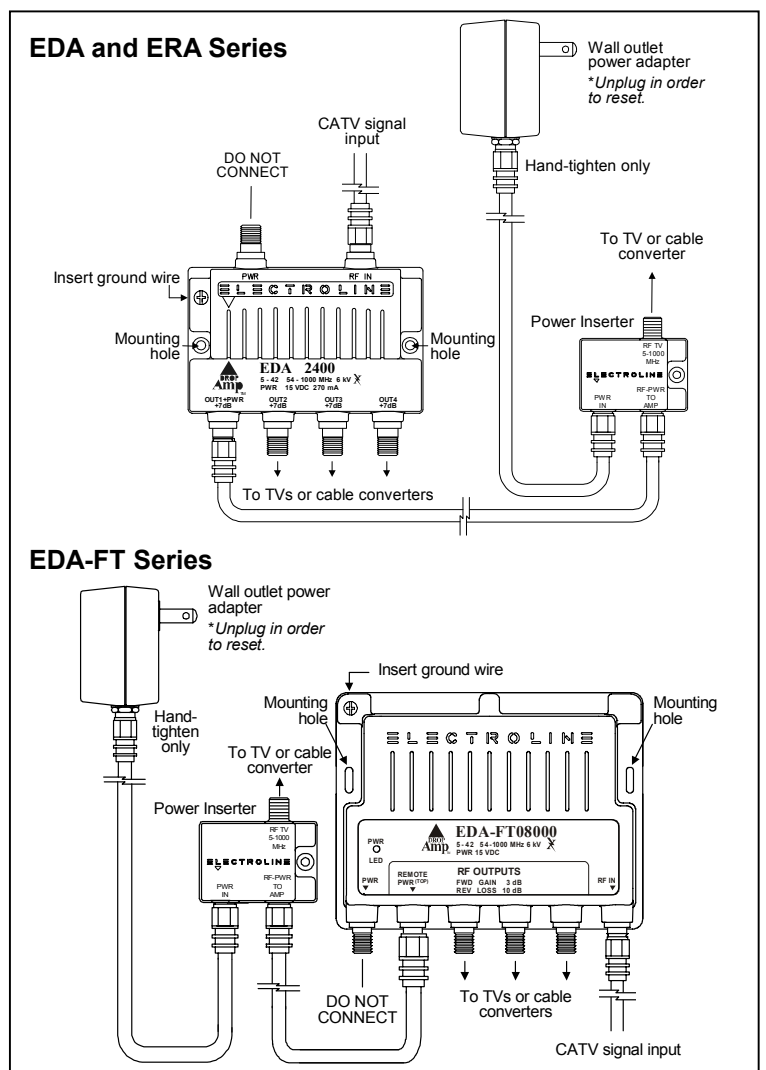 EDA and ERA Series
Wall outlet
power adapter
*Unplug in order
to reset.
CATV signal
input
DO NOT
CONNECT
Hand-tighten only
To TV or cable
converter
Insert ground wire
PWR
RF IN
ELECTROLINE
Power Inserter
Mounting
hole
Mounting
hole
RF TV
5-1000
MHz
ELECTROLINE
EDA 2400
5 - 42 54 - 1000 MHz 6 kV
PWR 15 VDC 270 mA
DROP
Amp
TM
PWR
IN
RF-PWR
TO
AMP
OUT1+PWR
+7dB
OUT2
+7dB
OUT3
+7dB
OUT4
+7dB
To TVs or cable converters
EDA-FT Series
Wall outlet power
adapter
*Unplug in order
to reset.
Insert ground wire
Mounting
hole
Mounting
hole
Hand-
tighten
only
ELECTROLINE
To TV or cable
converter
Power Inserter
RF TV
5-1000
MHz
ELECTROLINE
PWR
IN
RF-PWR
TO
AMP
PWR
LED
DROP
Amp
EDA-FT08000
5 - 42 54-1000 MHz 6 kV
PWR 15 VDC
PWR
REMOTE
PWR (TOP)
RF OUTPUTS
FWD GAIN 3 dB
REV LOSS 10 dB
RF IN
DO NOT
CONNECT
To TVs or cable
converters
CATV signal input